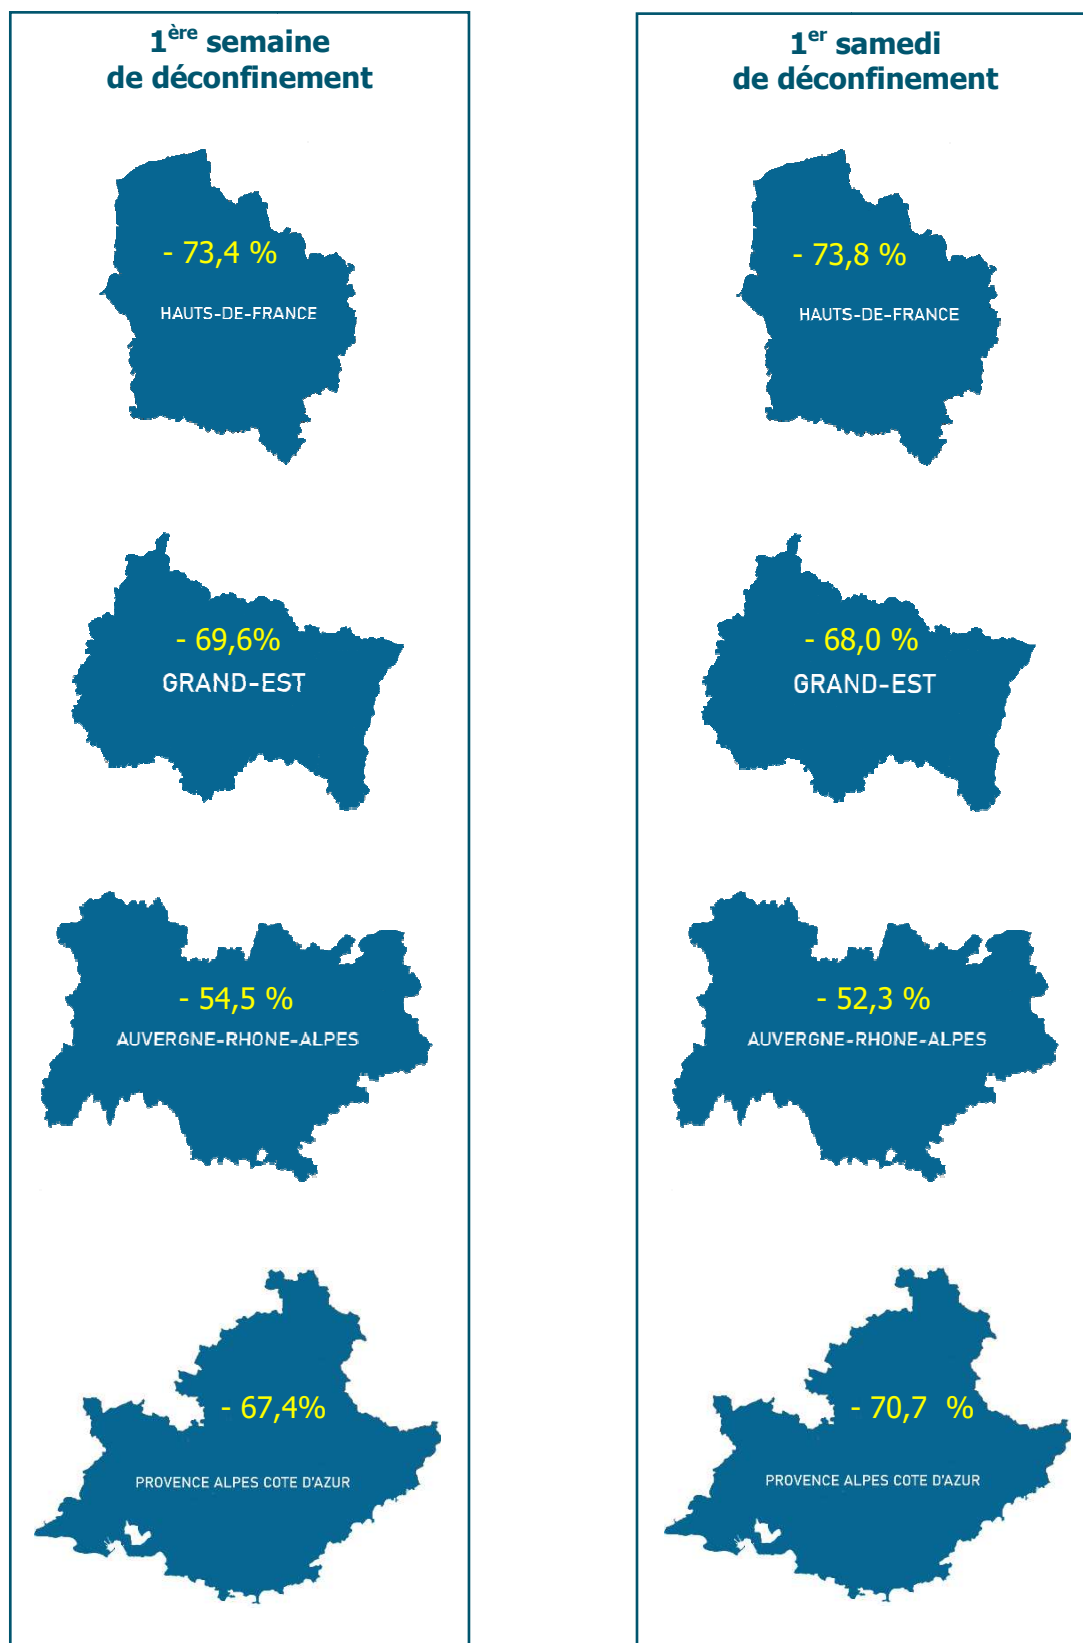 1ère semaine
de déconfinement
- 73,4 %
HAUTS-DE-FRANCE
- 69,6%
GRAND-EST
- 54,5 %
AUVERGNE-RHONE-ALPES
- 67,4%
PROVENCE ALPES COTE D'AZUR
1er samedi
de déconfinement
- 73,8 %
HAUTS-DE-FRANCE
- 68,0 %
GRAND-EST
- 52,3 %
AUVERGNE-RHONE-ALPES
- 70,7 %
PROVENCE ALPES COTE D'AZUR